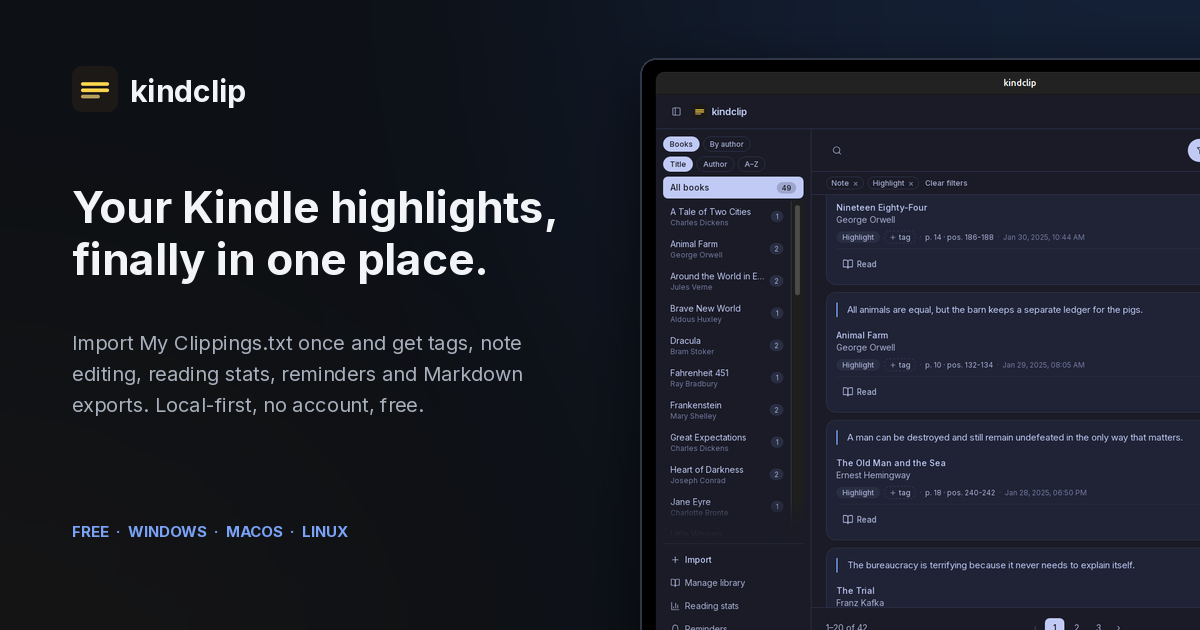 kindclip
Your Kindle highlights,
finally in one place.
Import My Clippings.txt once and get tags, note
editing, reading stats, reminders and Markdown
exports. Local-first, no account, free.
FREE · WINDOWS · MACOS · LINUX
kindclip
kindclip
Books By author
Title Author A–Z
All books 49
A Tale of Two Cities 1
Charles Dickens
Animal Farm 2
George Orwell
Around the World in E... 2
Jules Verne
Brave New World 1
Aldous Huxley
Dracula 2
Bram Stoker
Fahrenheit 451 1
Ray Bradbury
Frankenstein 2
Mary Shelley
Great Expectations 1
Charles Dickens
Heart of Darkness 2
Joseph Conrad
Jane Eyre 1
Charlotte Bronte
+ Import
Manage library
Reading stats
Reminders
Note × Highlight × Clear filters
Nineteen Eighty-Four
George Orwell
Highlight + tag · p. 14 · pos. 186-188 · Jan 30, 2025, 10:44 AM
Read
All animals are equal, but the barn keeps a separate ledger for the pigs.
Animal Farm
George Orwell
Highlight + tag · p. 10 · pos. 132-134 · Jan 29, 2025, 08:05 AM
Read
A man can be destroyed and still remain undefeated in the only way that matters.
The Old Man and the Sea
Ernest Hemingway
Highlight + tag · p. 18 · pos. 240-242 · Jan 28, 2025, 06:50 PM
Read
The bureaucracy is terrifying because it never needs to explain itself.
The Trial
Franz Kafka
1–20 of 42 ‹ 1 2 3 ›